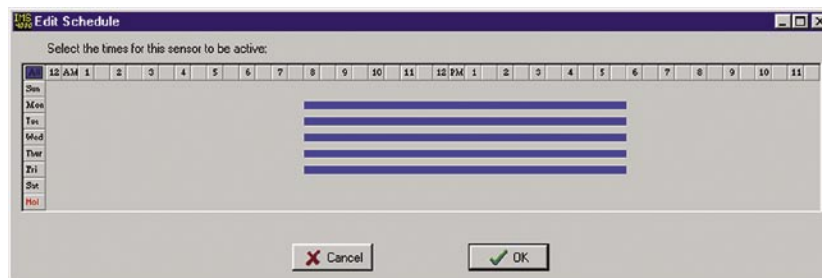 IMS 4000 Edit Schedule
Select the times for this sensor to be active:
All 12 AM 1 2 3 4 5 6 7 8 9 10 11 12 PM 1 2 3 4 5 6 7 8 9 10 11
Sun
Mon
Tue
Wed
Thur
Fri
Sat
Hol
Cancel OK